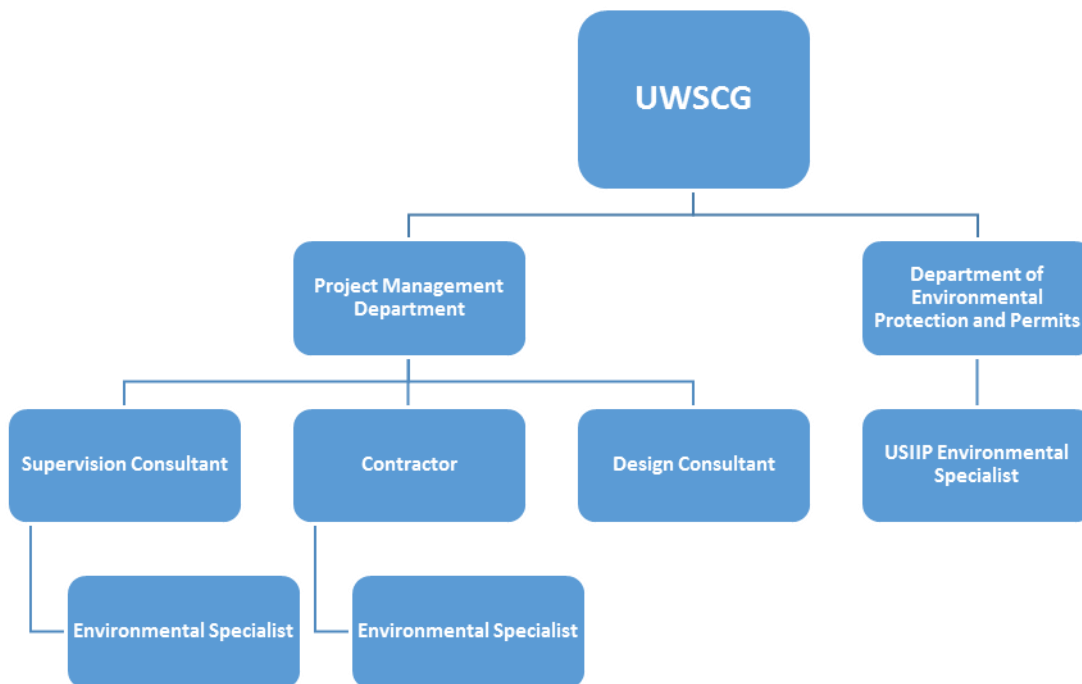 UWSCG
Project Management
Department
Department of
Environmental
Protection and Permits
Supervision Consultant
Contractor
Design Consultant
USIIP Environmental
Specialist
Environmental Specialist
Environmental Specialist